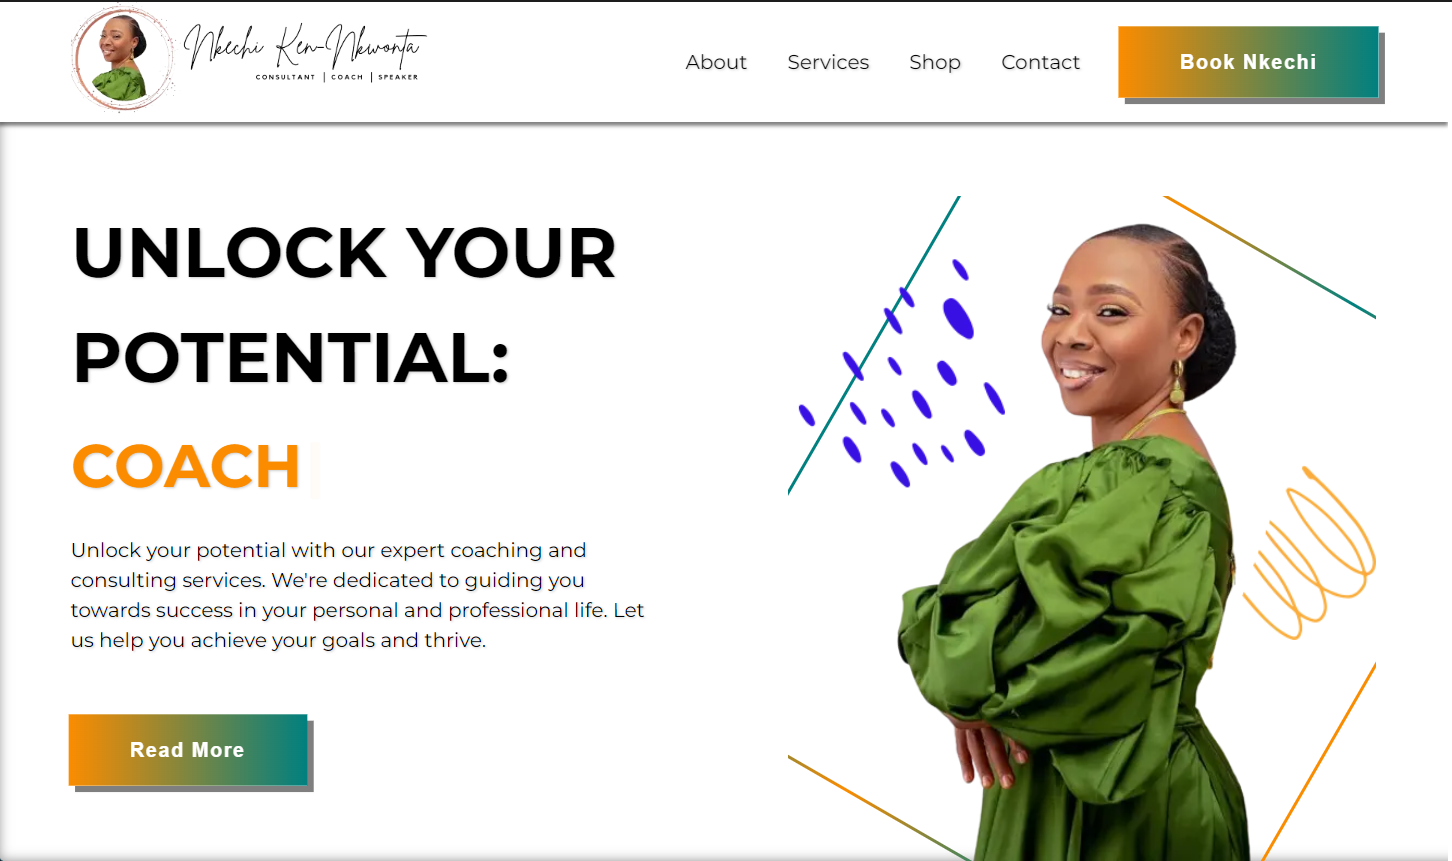 Nkechi Ken-Nkwonta
CONSULTANT | COACH | SPEAKER
About Services Shop Contact Book Nkechi
UNLOCK YOUR
POTENTIAL:
COACH
Unlock your potential with our expert coaching and
consulting services. We're dedicated to guiding you
towards success in your personal and professional life. Let
us help you achieve your goals and thrive.
Read More